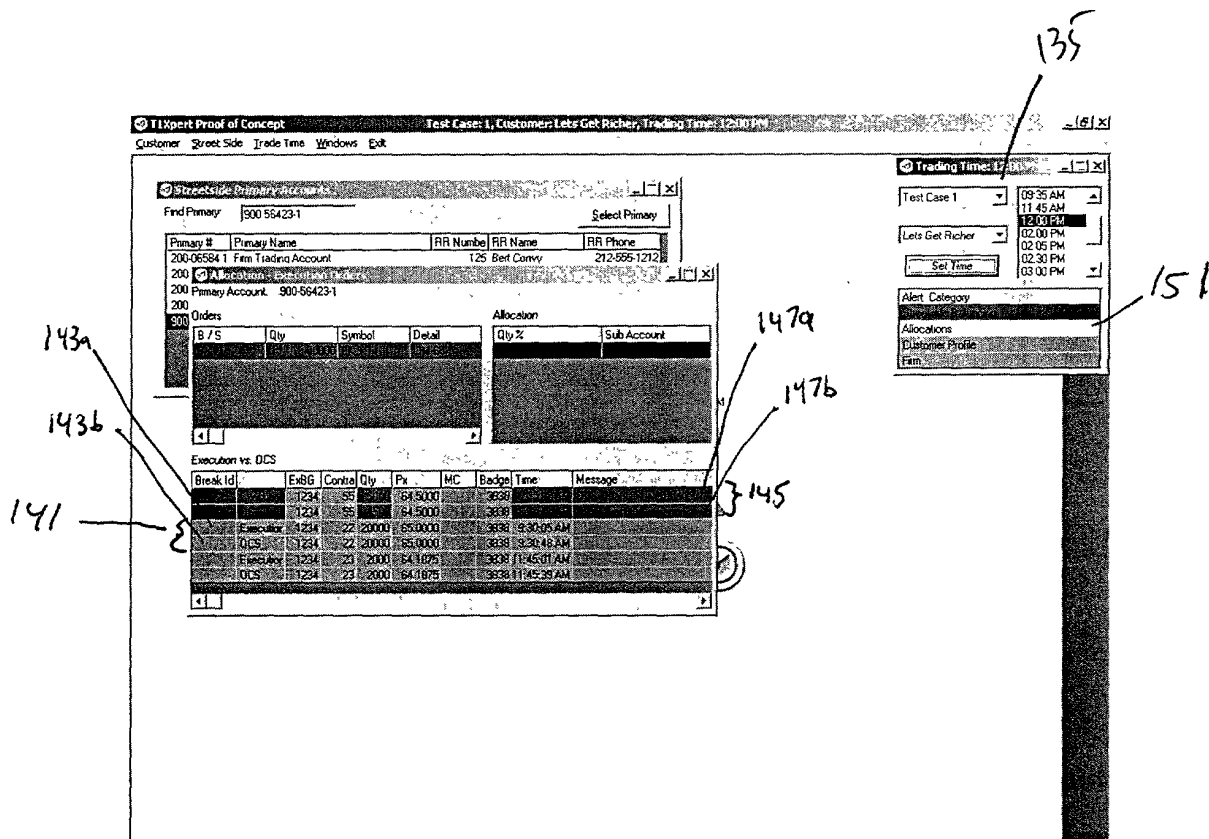 135
T1Xpert Proof of Concept Test Case: 1, Customer: Lets Get Richer, Trading Time: 12:00 PM
Customer Street Side Trade Time Windows Exit
Streetside Primary Accounts
Find Primary 900-56423-1 Select Primary
Primary # Primary Name RR Numbe RR Name RR Phone
200-06584 1 Firm Trading Account 125 Bert Convy 212-555-1212
200
200
200
900
Allocation Execution Orders
Primary Account: 900-56423-1
Orders
B / S Qty Symbol Detail
Allocation
Qty % Sub Account
Execution vs. OCS
Break Id ExBG Contra Qty Px MC Badge Time Message
1234 55 64.5000 3838
1234 55 64.5000 3838
Execution 1234 22 20000 65.0000 3838 9:30:05 AM
OCS 1234 22 20000 65.0000 3838 9:30:48 AM
Execution 1234 23 2000 64.1875 3838 11:45:01 AM
OCS 1234 23 2000 64.1875 3838 11:45:39 AM
Trading Time: 12:00
Test Case 1
Lets Get Richer
Set Time
09:35 AM
11 45 AM
12:00 PM
02.00 PM
02 05 PM
02.30 PM
03 00 PM
Alert Category
Allocations
Customer Profile
Firm
151
143a
147a
143b
147b
141
145